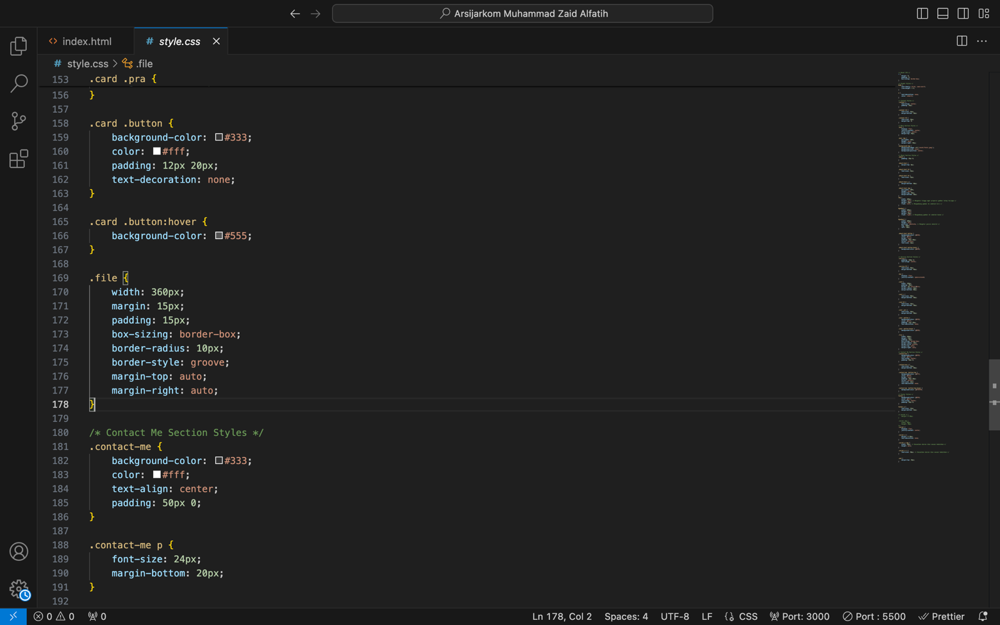 Arsijarkom Muhammad Zaid Alfatih
index.html
# style.css
# style.css > .file
153 .card .pra {
156 }
157
158 .card .button {
159 background-color: #333;
160 color: #fff;
161 padding: 12px 20px;
162 text-decoration: none;
163 }
164
165 .card .button:hover {
166 background-color: #555;
167 }
168
169 .file {
170 width: 360px;
171 margin: 15px;
172 padding: 15px;
173 box-sizing: border-box;
174 border-radius: 10px;
175 border-style: groove;
176 margin-top: auto;
177 margin-right: auto;
178 }
179
180 /* Contact Me Section Styles */
181 .contact-me {
182 background-color: #333;
183 color: #fff;
184 text-align: center;
185 padding: 50px 0;
186 }
187
188 .contact-me p {
189 font-size: 24px;
190 margin-bottom: 20px;
191 }
192
0 0 0 Ln 178, Col 2 Spaces: 4 UTF-8 LF CSS Port: 3000 Port : 5500 Prettier